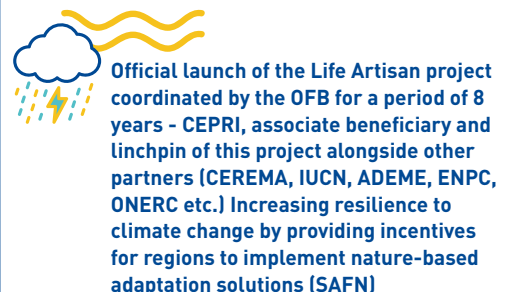 Official launch of the Life Artisan project
coordinated by the OFB for a period of 8
years - CEPRI, associate beneficiary and
linchpin of this project alongside other
partners (CEREMA, IUCN, ADEME, ENPC,
ONERC etc.) Increasing resilience to
climate change by providing incentives
for regions to implement nature-based
adaptation solutions (SAFN)